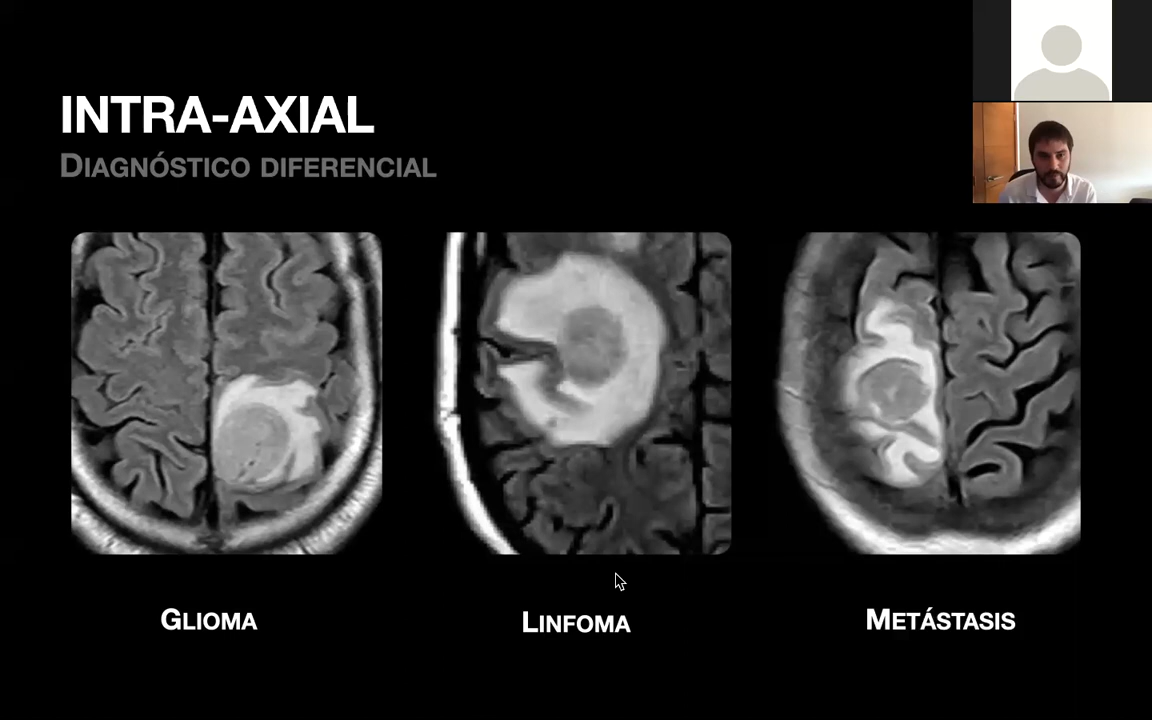 INTRA-AXIAL
DIAGNÓSTICO DIFERENCIAL
GLIOMA
LINFOMA
METÁSTASIS